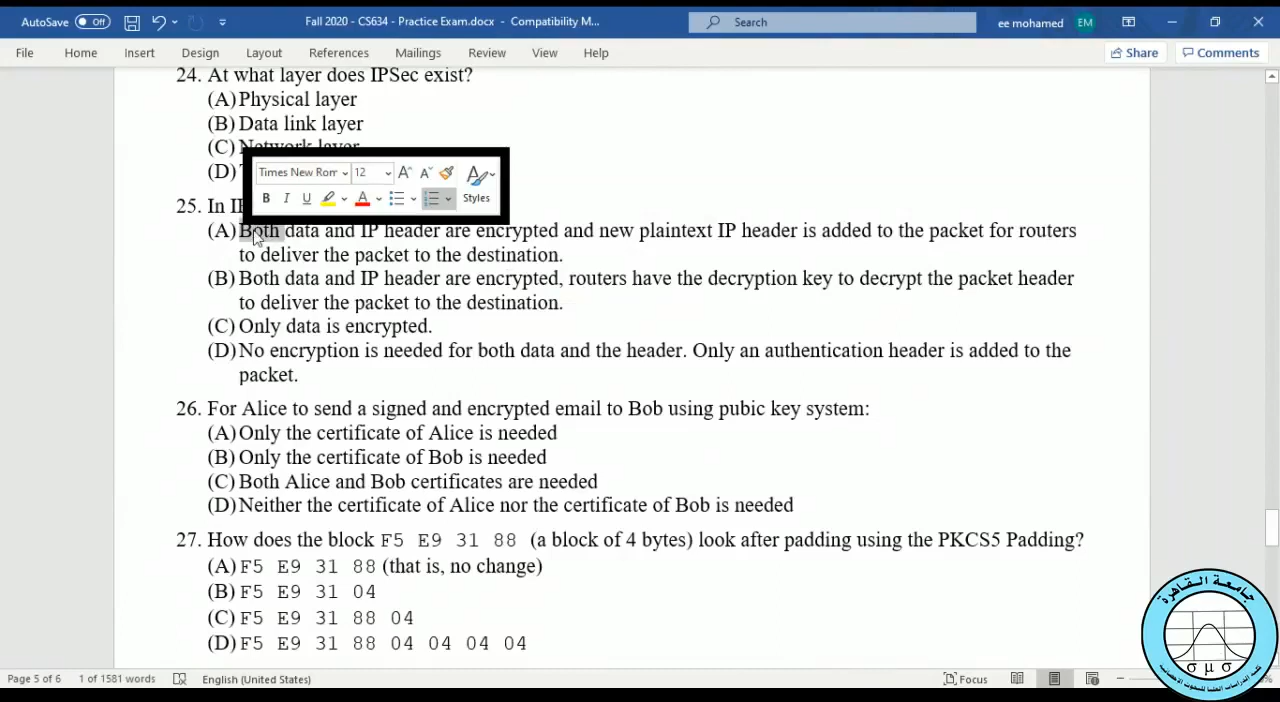 AutoSave Off Fall 2020 - CS634 - Practice Exam.docx - Compatibility M... Search ee mohamed EM
File Home Insert Design Layout References Mailings Review View Help Share Comments
24. At what layer does IPSec exist?
(A) Physical layer
(B) Data link layer
(C) Network layer
(D)
Times New Ror 12
B I U A Styles
25. In
(A) Both data and IP header are encrypted and new plaintext IP header is added to the packet for routers
to deliver the packet to the destination.
(B) Both data and IP header are encrypted, routers have the decryption key to decrypt the packet header
to deliver the packet to the destination.
(C) Only data is encrypted.
(D) No encryption is needed for both data and the header. Only an authentication header is added to the
packet.
26. For Alice to send a signed and encrypted email to Bob using pubic key system:
(A) Only the certificate of Alice is needed
(B) Only the certificate of Bob is needed
(C) Both Alice and Bob certificates are needed
(D) Neither the certificate of Alice nor the certificate of Bob is needed
27. How does the block F5 E9 31 88 (a block of 4 bytes) look after padding using the PKCS5 Padding?
(A) F5 E9 31 88 (that is, no change)
(B) F5 E9 31 04
(C) F5 E9 31 88 04
(D) F5 E9 31 88 04 04 04 04
جامعة القاهرة
σ μ σ
Page 5 of 6 1 of 1581 words English (United States) Focus